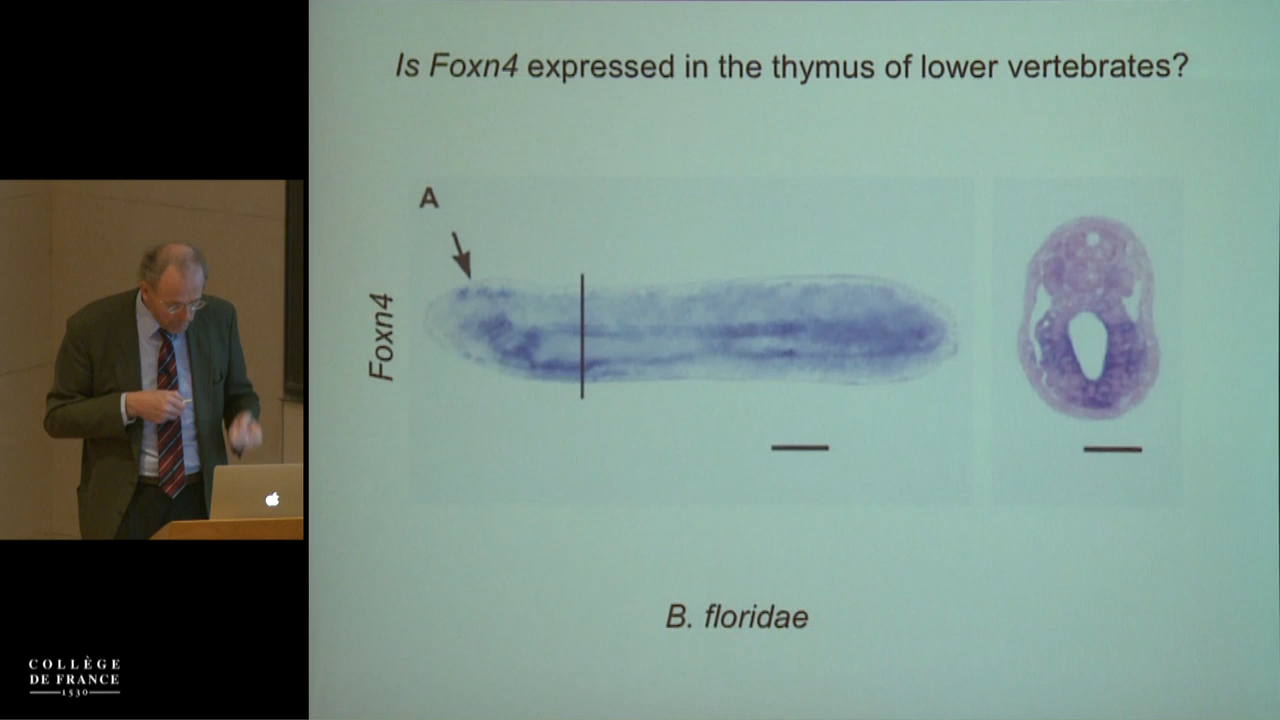 Is Foxn4 expressed in the thymus of lower vertebrates?
A
Foxn4
B. floridae
COLLÈGE
DE FRANCE
1530